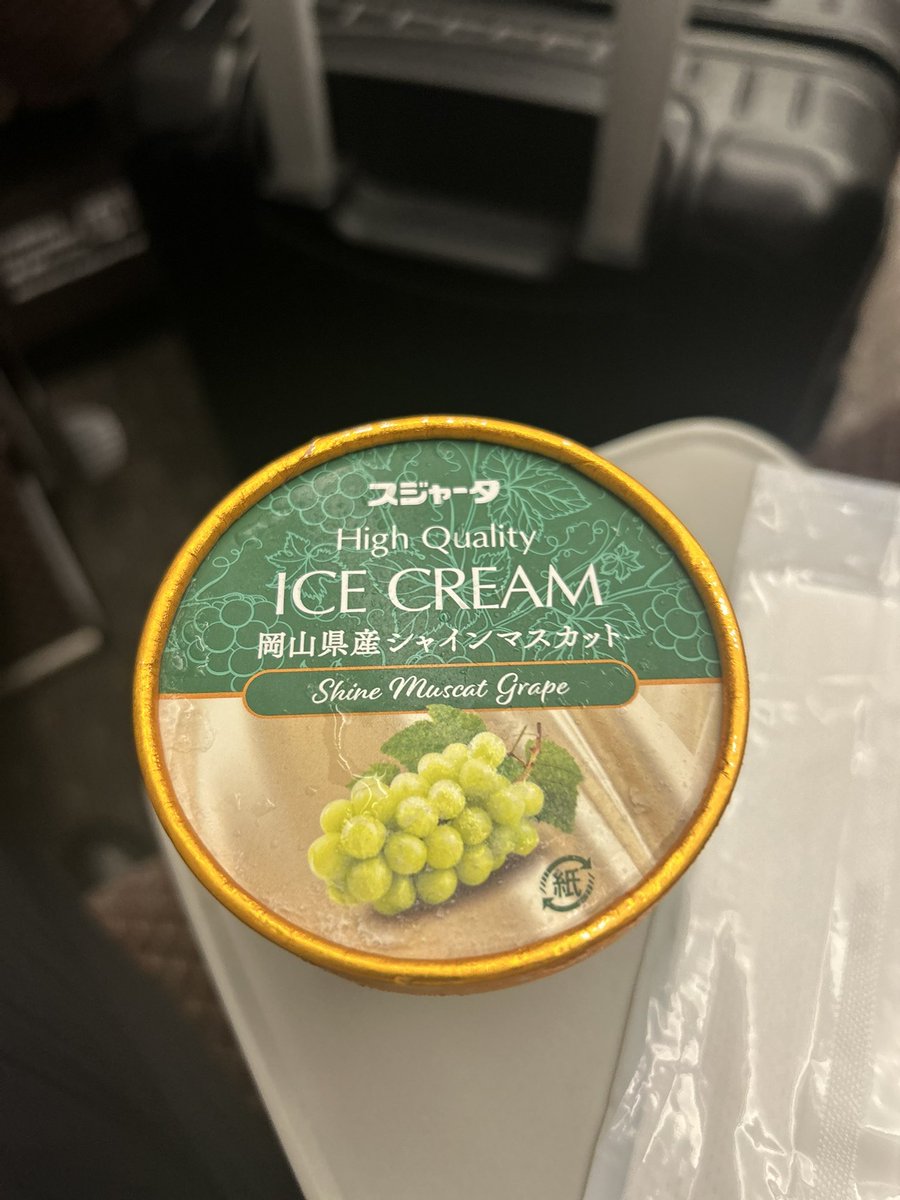 スジャータ
High Quality
ICE CREAM
岡山県産シャインマスカット
Shine Muscat Grape
紙